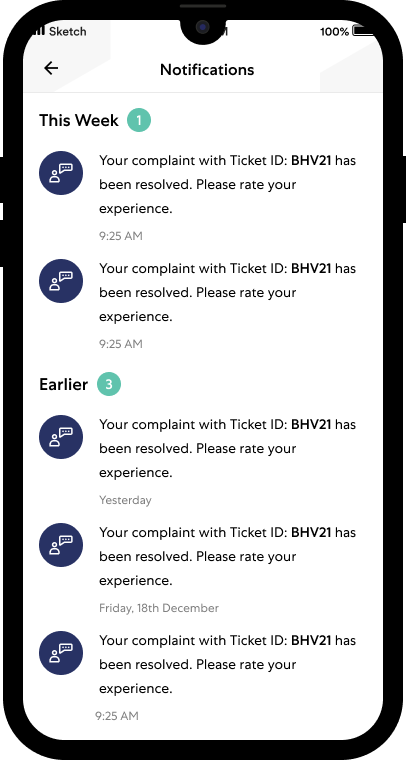 Sketch 100%
Notifications
This Week 1
Your complaint with Ticket ID: BHV21 has
been resolved. Please rate your
experience.
9:25 AM
Your complaint with Ticket ID: BHV21 has
been resolved. Please rate your
experience.
9:25 AM
Earlier 3
Your complaint with Ticket ID: BHV21 has
been resolved. Please rate your
experience.
Yesterday
Your complaint with Ticket ID: BHV21 has
been resolved. Please rate your
experience.
Friday, 18th December
Your complaint with Ticket ID: BHV21 has
been resolved. Please rate your
experience.
9:25 AM